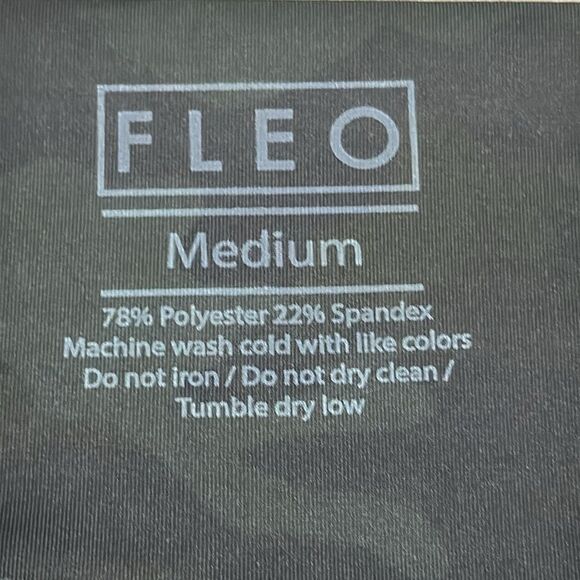 FLEO
Medium
78% Polyester 22% Spandex
Machine wash cold with like colors
Do not iron / Do not dry clean /
Tumble dry low